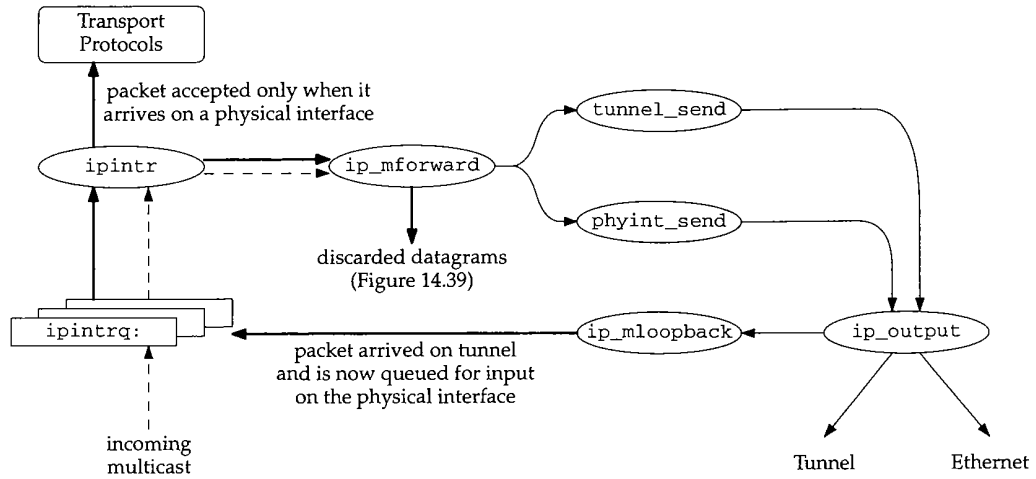 Transport
Protocols
packet accepted only when it
arrives on a physical interface
tunnel_send
ipintr
ip_mforward
phyint_send
discarded datagrams
(Figure 14.39)
ipintrq:
ip_mloopback
ip_output
packet arrived on tunnel
and is now queued for input
on the physical interface
incoming
multicast
Tunnel
Ethernet